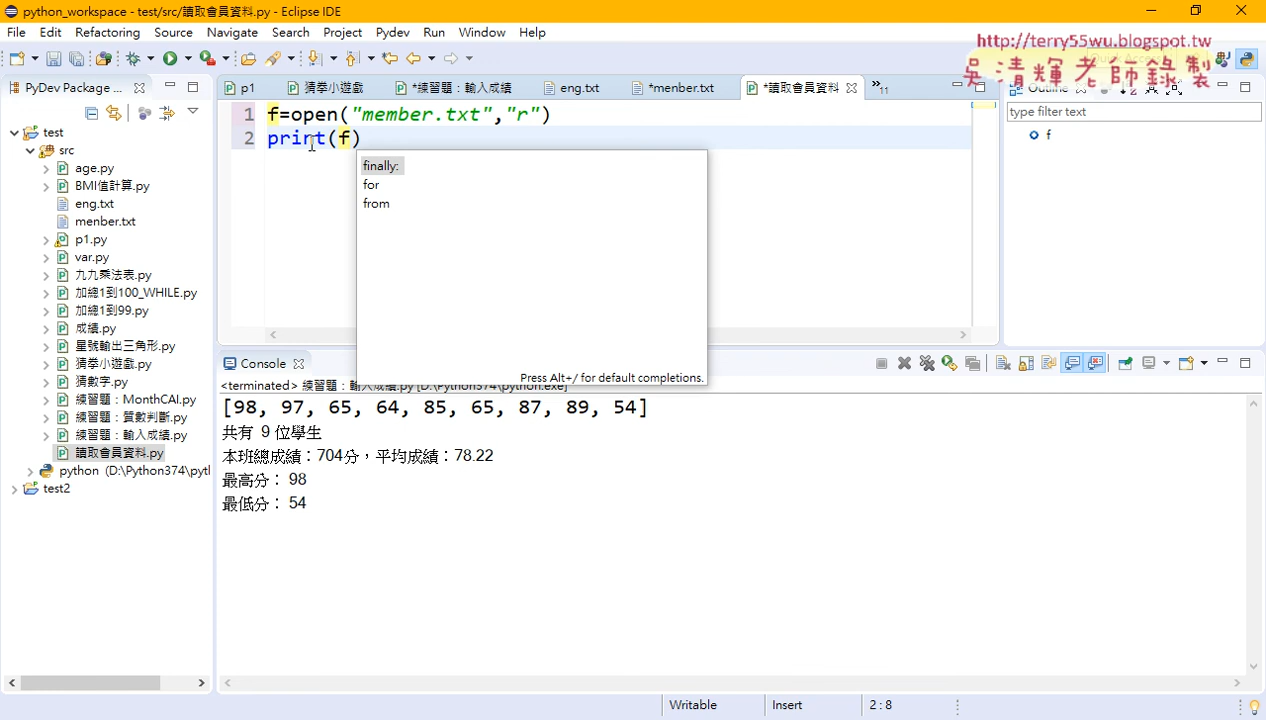 python_workspace - test/src/讀取會員資料.py - Eclipse IDE
File Edit Refactoring Source Navigate Search Project Pydev Run Window Help
http://terry55wu.blogspot.tw
吳清輝老師錄製
PyDev Package ...
p1
猜拳小遊戲
*練習題：輸入成績
eng.txt
*menber.txt
*讀取會員資料
11
Outline
type filter text
f
test
src
age.py
BMI值計算.py
eng.txt
menber.txt
p1.py
var.py
九九乘法表.py
加總1到100_WHILE.py
加總1到99.py
成績.py
星號輸出三角形.py
猜拳小遊戲.py
猜數字.py
練習題：MonthCAI.py
練習題：質數判斷.py
練習題：輸入成績.py
讀取會員資料.py
python (D:\Python374\pytl
test2
1 f=open("member.txt","r")
2 print(f)
finally:
for
from
Press Alt+/ for default completions.
Console
<terminated> 練習題：輸入成績.py [D:\Python374\python.exe]
[98, 97, 65, 64, 85, 65, 87, 89, 54]
共有 9 位學生
本班總成績：704分，平均成績：78.22
最高分： 98
最低分： 54
Writable
Insert
2 : 8